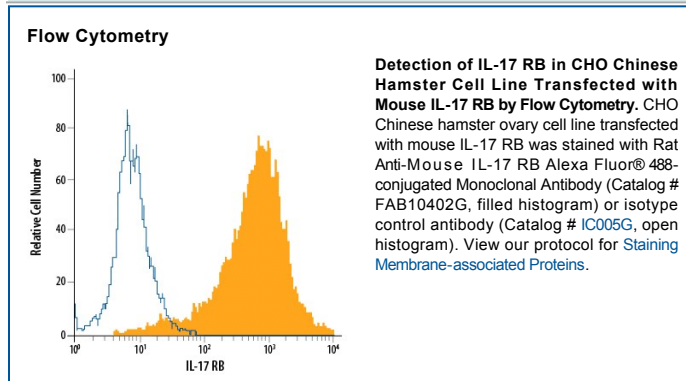 Flow Cytometry
100
80
60
40
20
0
Relative Cell Number
10⁰ 10¹ 10² 10³ 10⁴
IL-17 RB
Detection of IL-17 RB in CHO Chinese
Hamster Cell Line Transfected with
Mouse IL-17 RB by Flow Cytometry. CHO
Chinese hamster ovary cell line transfected
with mouse IL-17 RB was stained with Rat
Anti-Mouse IL-17 RB Alexa Fluor® 488-
conjugated Monoclonal Antibody (Catalog #
FAB10402G, filled histogram) or isotype
control antibody (Catalog # IC005G, open
histogram). View our protocol for Staining
Membrane-associated Proteins.